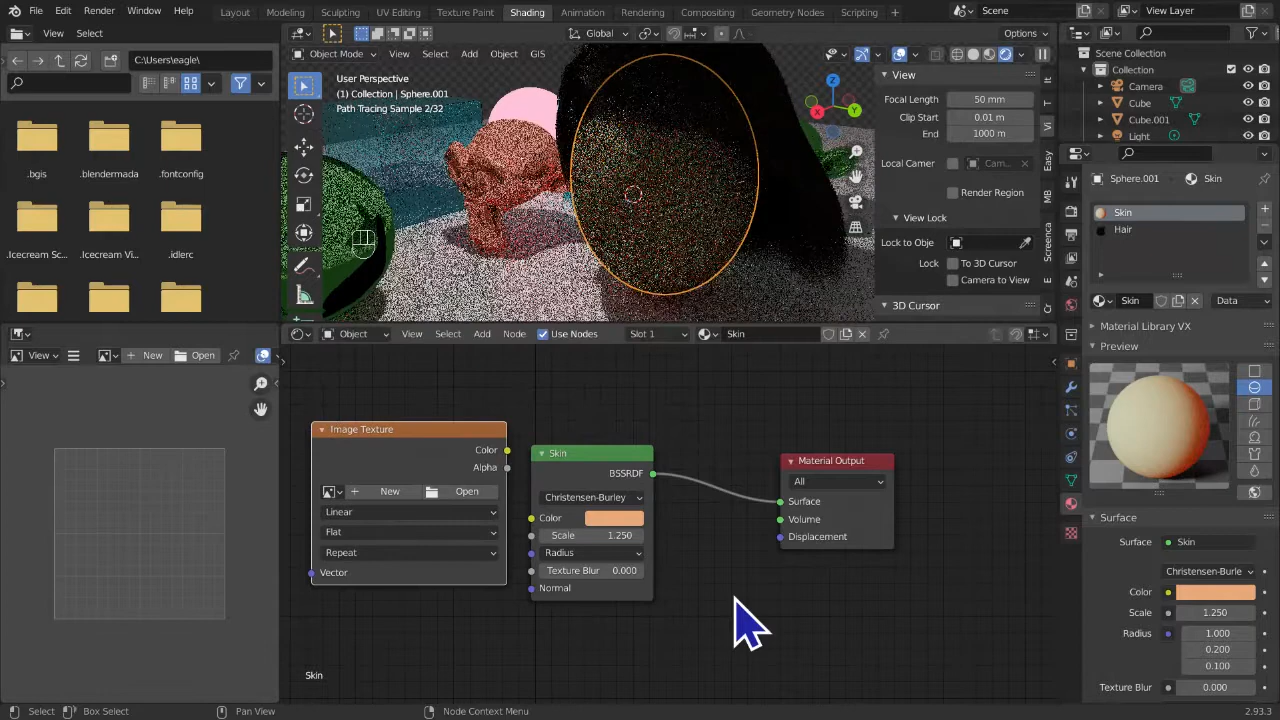 File Edit Render Window Help Layout Modeling Sculpting UV Editing Texture Paint Shading Animation Rendering Compositing Geometry Nodes Scripting + Scene View Layer
View Select
C:\Users\eagle\
.bgis .blendermada .fontconfig
.Icecream Sc... .Icecream Vi... .idlerc
Global Options
Object Mode View Select Add Object GIS
User Perspective
(1) Collection | Sphere.001
Path Tracing Sample 2/32
Z
X
Y
View
Focal Length 50 mm
Clip Start 0.01 m
End 1000 m
Local Camer Cam...
Render Region
View Lock
Lock to Obje
Lock To 3D Cursor
Camera to View
3D Cursor
Vi
Easy
MB
Screenca
E
Cr
Scene Collection
Collection
Camera
Cube
Cube.001
Light
Sphere.001 Skin
Skin
Hair
Skin Data
Material Library VX
Preview
Surface
Surface Skin
Christensen-Burle
Color
Scale 1.250
Radius 1.000
0.200
0.100
Texture Blur 0.000
View + New Open
Object View Select Add Node Use Nodes Slot 1 Skin
Image Texture
Color
Alpha
+ New Open
Linear
Flat
Repeat
Vector
Skin
BSSRDF
Christensen-Burley
Color
Scale 1.250
Radius
Texture Blur 0.000
Normal
Material Output
All
Surface
Volume
Displacement
Skin
Select Box Select Pan View Node Context Menu 2.93.3